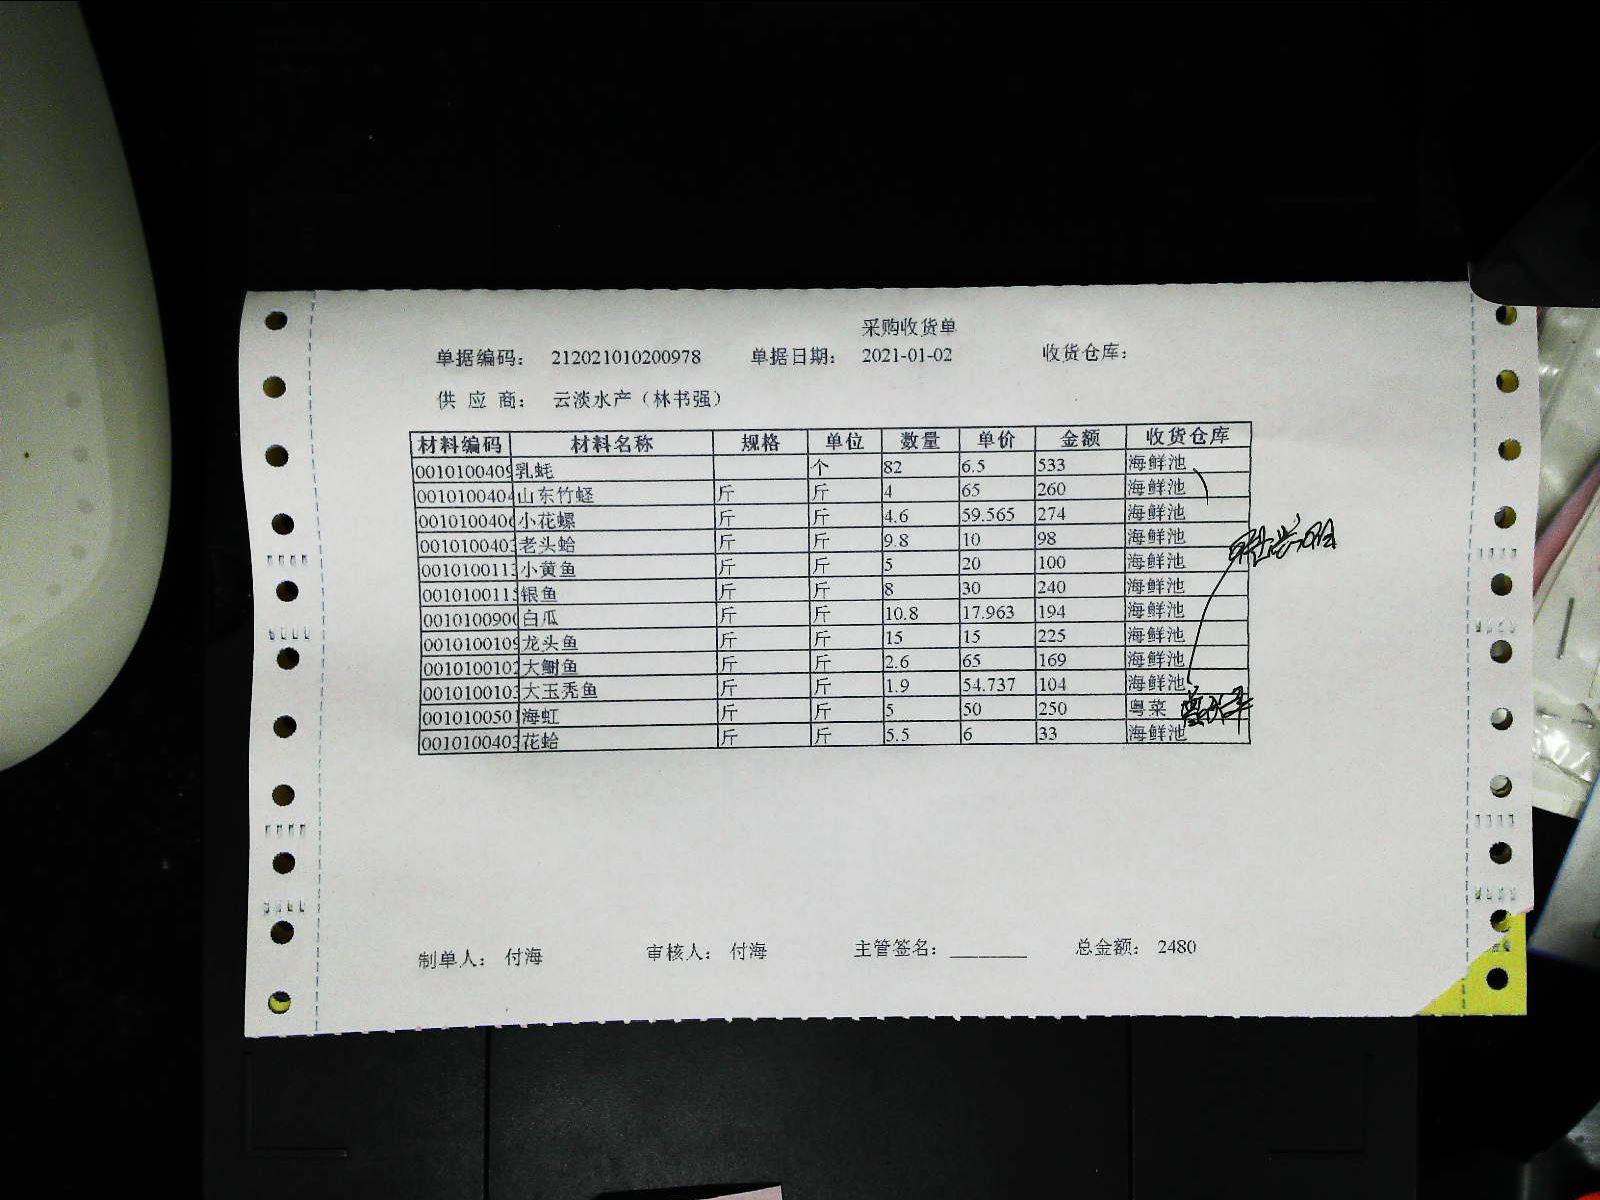 采购收货单
单据编码： 212021010200978 单据日期： 2021-01-02 收货仓库：
供 应 商： 云淡水产（林书强）
材料编码 材料名称 规格 单位 数量 单价 金额 收货仓库
0010100409 乳蚝 个 82 6.5 533 海鲜池
0010100404 山东竹蛏 斤 斤 4 65 260 海鲜池
0010100406 小花螺 斤 斤 4.6 59.565 274 海鲜池
0010100403 老头蛤 斤 斤 9.8 10 98 海鲜池
0010100113 小黄鱼 斤 斤 5 20 100 海鲜池
0010100115 银鱼 斤 斤 8 30 240 海鲜池
0010100900 白瓜 斤 斤 10.8 17.963 194 海鲜池
0010100109 龙头鱼 斤 斤 15 15 225 海鲜池
0010100102 大鲥鱼 斤 斤 2.6 65 169 海鲜池
0010100103 大玉秃鱼 斤 斤 1.9 54.737 104 海鲜池
0010100501 海虹 斤 斤 5 50 250 粤菜
0010100403 花蛤 斤 斤 5.5 6 33 海鲜池
制单人： 付海 审核人： 付海 主管签名： 总金额： 2480